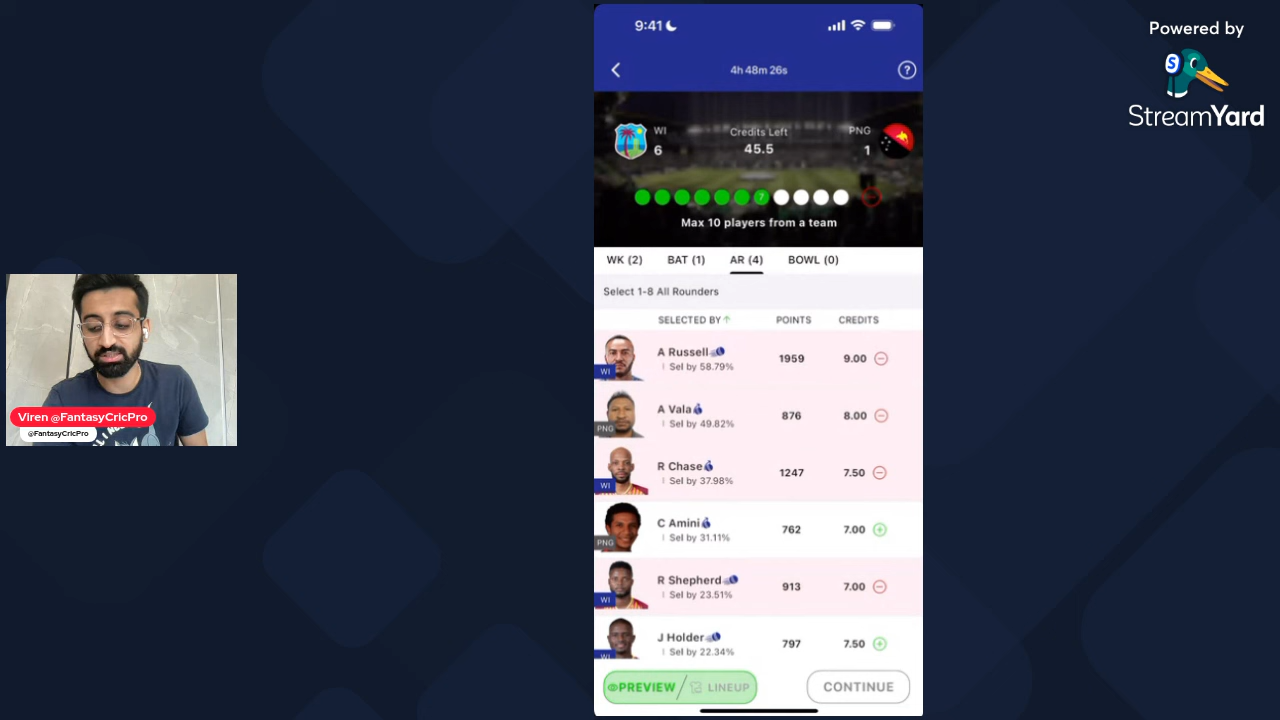 Powered by
S
StreamYard
9:41
4h 48m 26s
?
WI
6
Credits Left
45.5
PNG
1
7
Max 10 players from a team
WK (2)
BAT (1)
AR (4)
BOWL (0)
Select 1-8 All Rounders
SELECTED BY
POINTS
CREDITS
A Russell
WI
Sel by 58.79%
1959
9.00
A Vala
PNG
Sel by 49.82%
876
8.00
R Chase
WI
Sel by 37.98%
1247
7.50
C Amini
PNG
Sel by 31.11%
762
7.00
R Shepherd
WI
Sel by 23.51%
913
7.00
J Holder
WI
Sel by 22.34%
797
7.50
PREVIEW / LINEUP
CONTINUE
Viren @FantasyCricPro
@FantasyCricPro